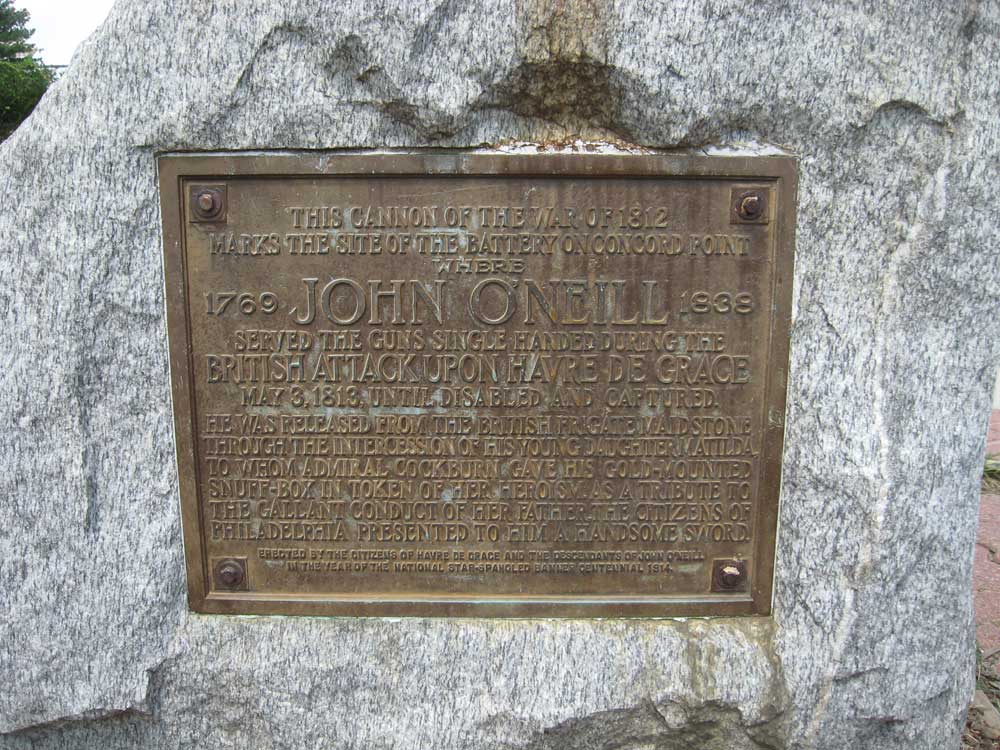 THIS CANNON OF THE WAR OF 1812
MARKS THE SITE OF THE BATTERY ON CONCORD POINT
WHERE
1769 JOHN O'NEILL 1838
SERVED THE GUNS SINGLE HANDED DURING THE
BRITISH ATTACK UPON HAVRE DE GRACE
MAY 3, 1813, UNTIL DISABLED AND CAPTURED.
HE WAS RELEASED FROM THE BRITISH FRIGATE MAIDSTONE
THROUGH THE INTERCESSION OF HIS YOUNG DAUGHTER MATILDA,
TO WHOM ADMIRAL COCKBURN GAVE HIS GOLD-MOUNTED
SNUFF-BOX IN TOKEN OF HER HEROISM. AS A TRIBUTE TO
THE GALLANT CONDUCT OF HER FATHER THE CITIZENS OF
PHILADELPHIA PRESENTED TO HIM A HANDSOME SWORD.
ERECTED BY THE CITIZENS OF HAVRE DE GRACE AND THE DESCENDANTS OF JOHN O'NEILL
IN THE YEAR OF THE NATIONAL STAR-SPANGLED BANNER CENTENNIAL 1914.